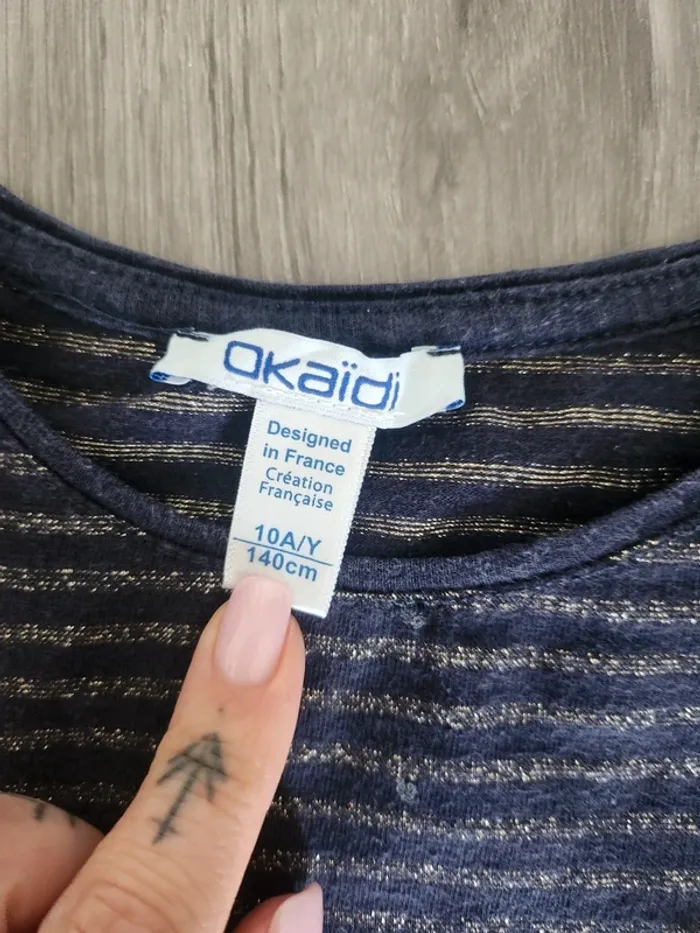 Okaïdi
Designed
in France
Création
Française
10A/Y
140cm